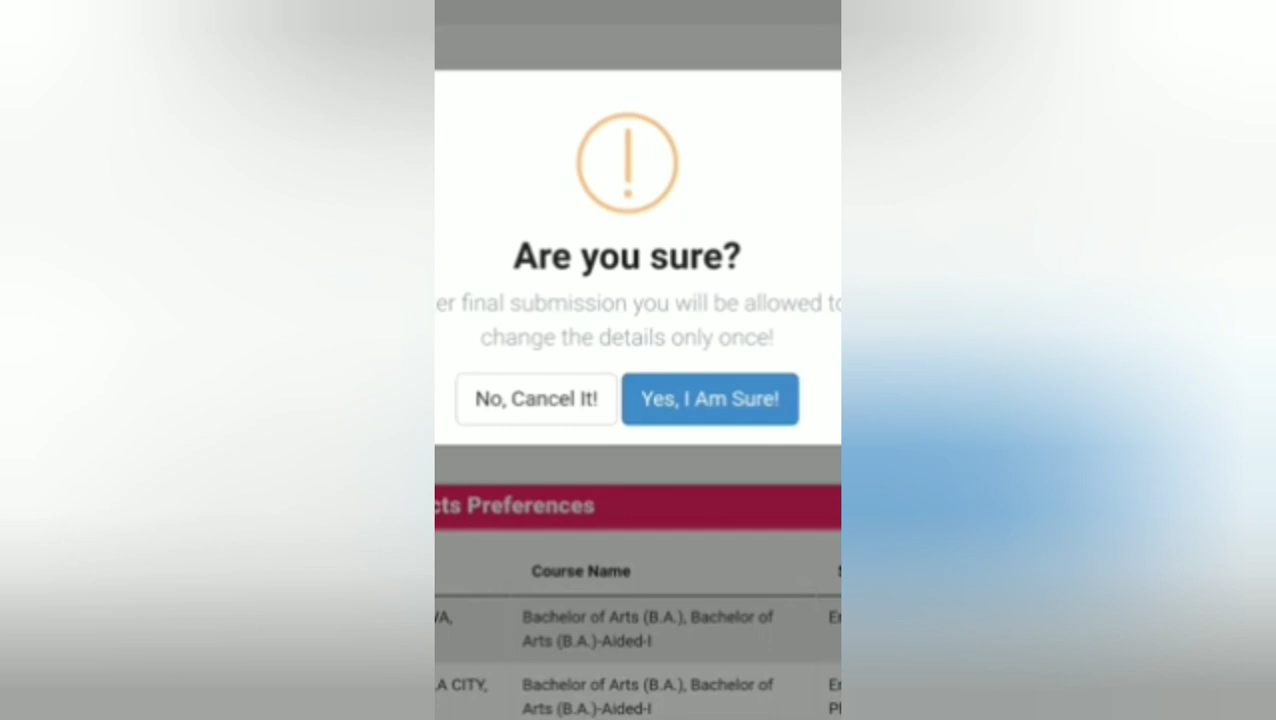 Are you sure?
er final submission you will be allowed to
change the details only once!
No, Cancel It!
Yes, I Am Sure!
cts Preferences
Course Name
VA,
Bachelor of Arts (B.A.), Bachelor of
Arts (B.A.)-Aided-I
A CITY,
Bachelor of Arts (B.A.), Bachelor of
Arts (B.A.)-Aided-I